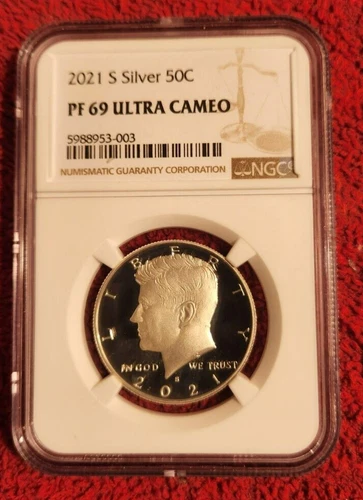 2021 S Silver 50C
PF 69 ULTRA CAMEO
5988953-003
NUMISMATIC GUARANTY CORPORATION
NGC
LIBERTY
IN GOD WE TRUST
S
2021